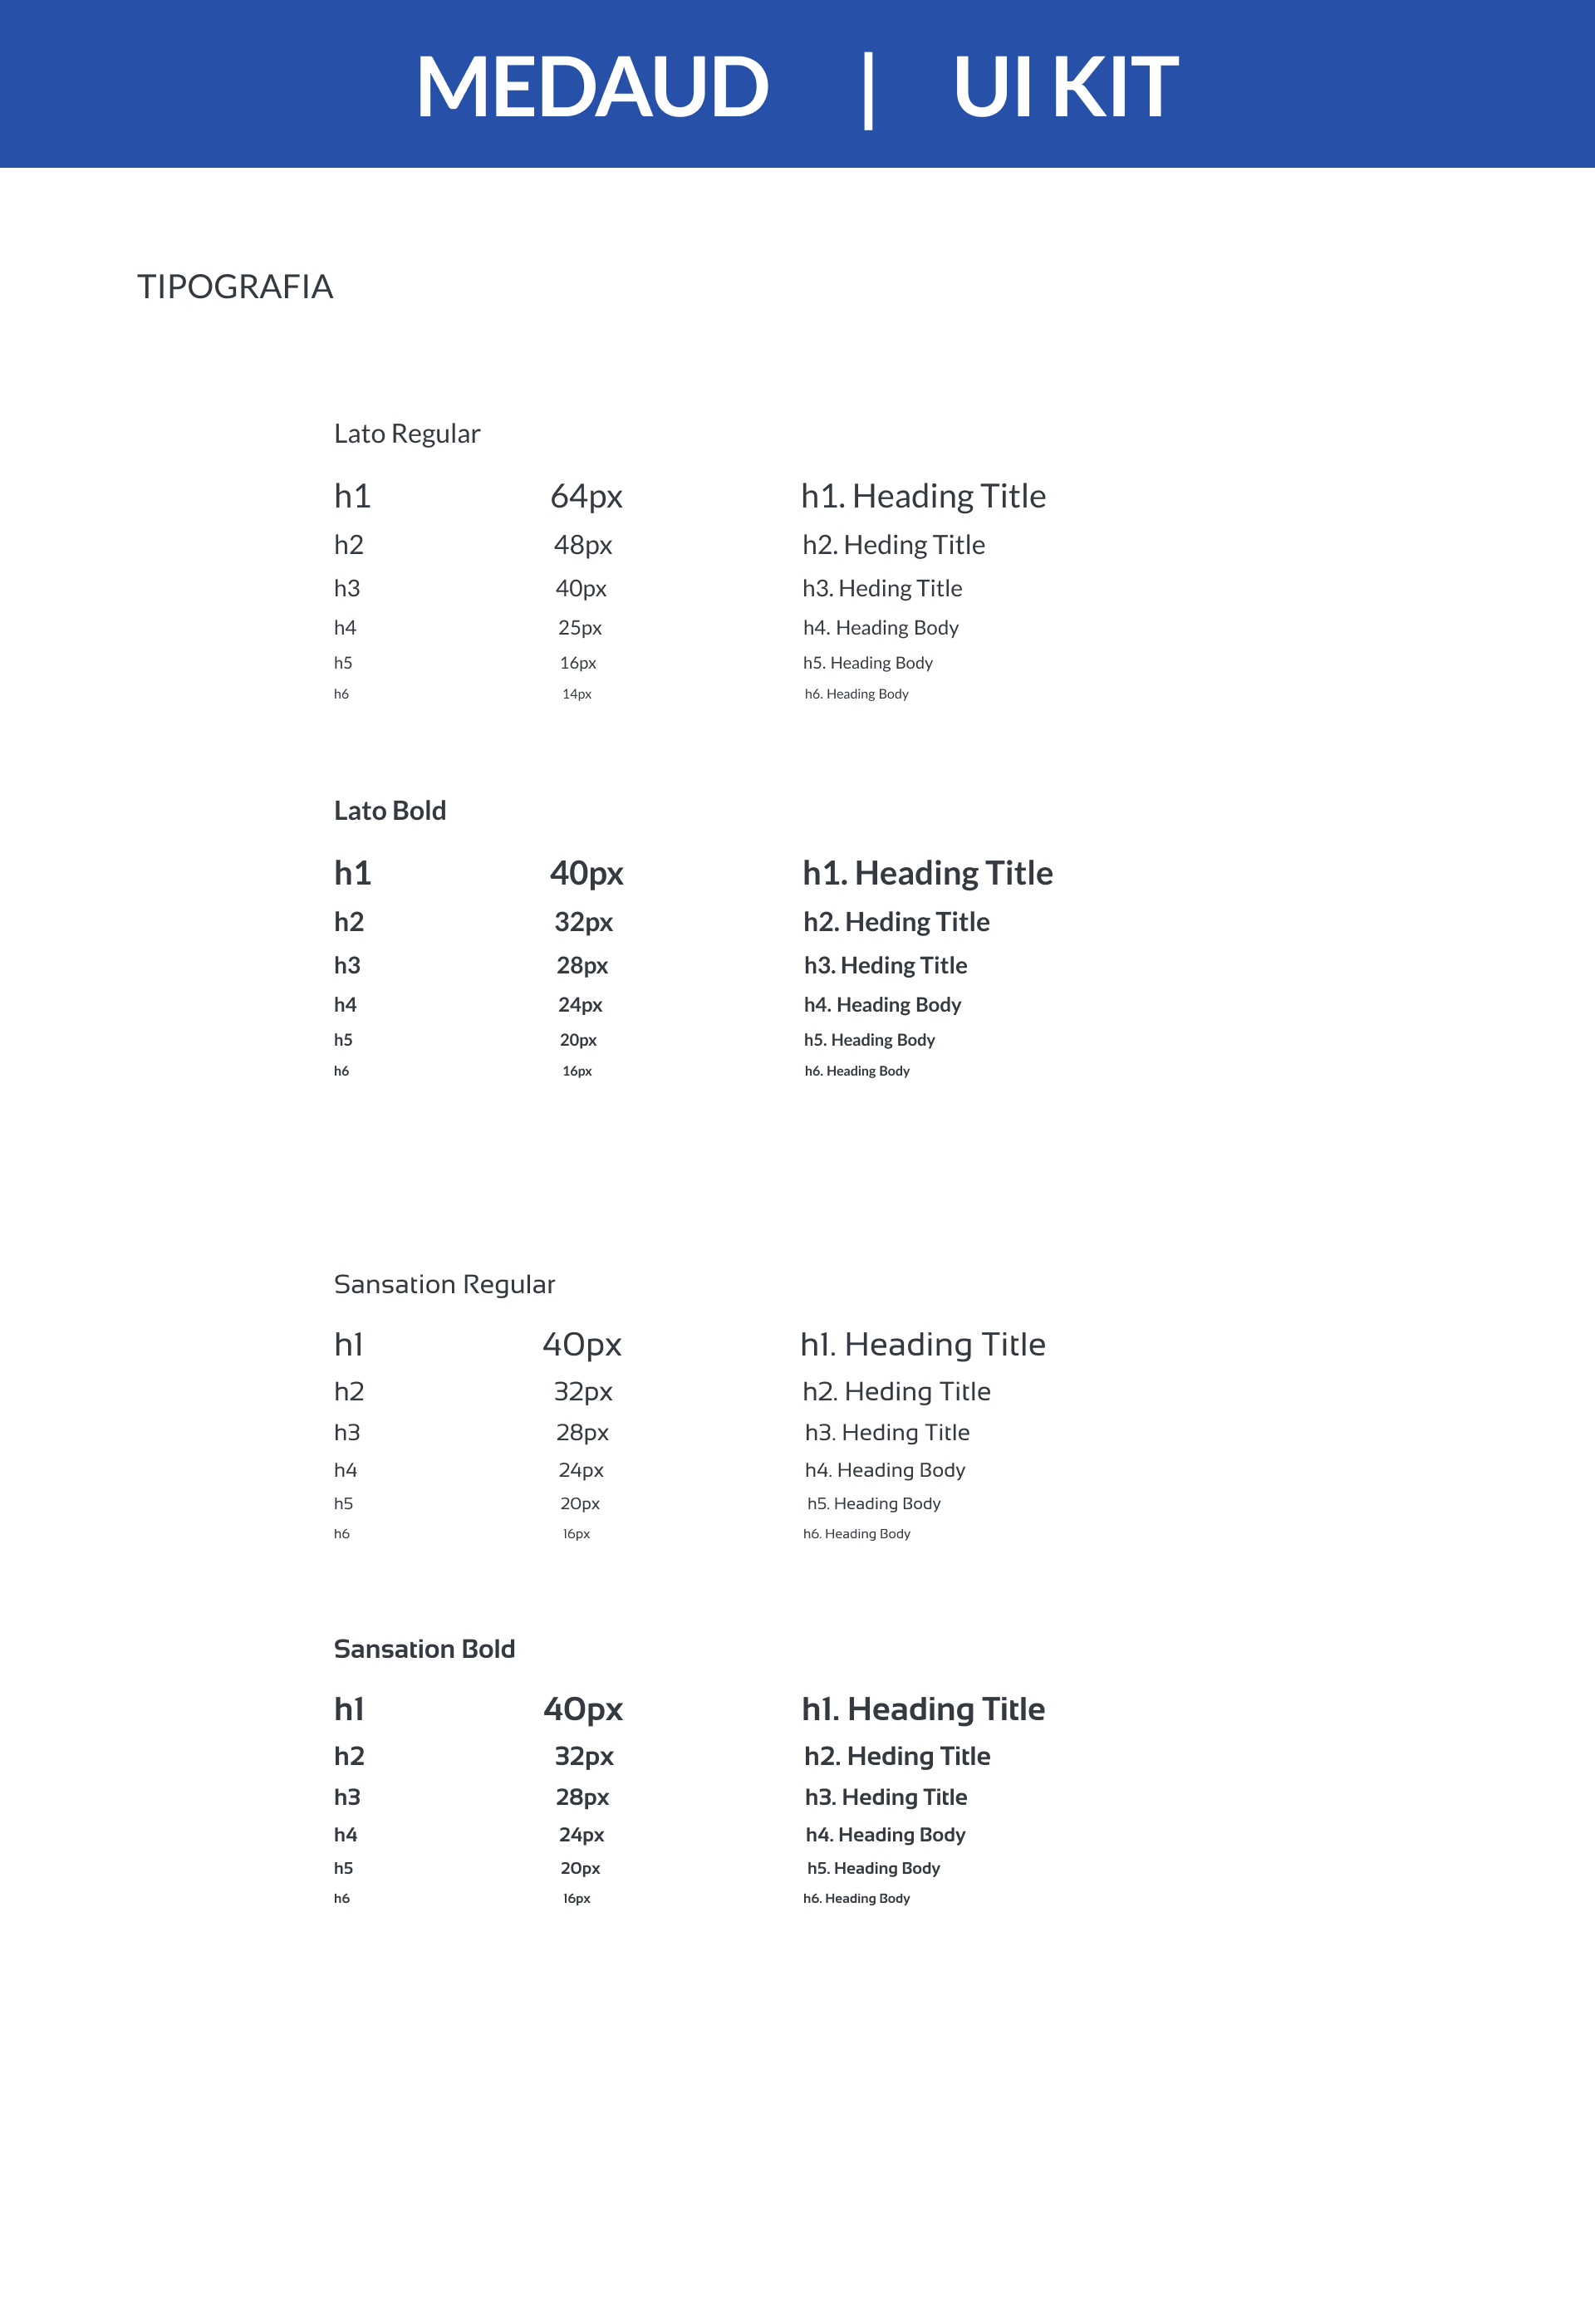 MEDAUD | UI KIT
TIPOGRAFIA
Lato Regular
h1 64px h1. Heading Title
h2 48px h2. Heding Title
h3 40px h3. Heding Title
h4 25px h4. Heading Body
h5 16px h5. Heading Body
h6 14px h6. Heading Body
Lato Bold
h1 40px h1. Heading Title
h2 32px h2. Heding Title
h3 28px h3. Heding Title
h4 24px h4. Heading Body
h5 20px h5. Heading Body
h6 16px h6. Heading Body
Sansation Regular
h1 40px h1. Heading Title
h2 32px h2. Heding Title
h3 28px h3. Heding Title
h4 24px h4. Heading Body
h5 20px h5. Heading Body
h6 16px h6. Heading Body
Sansation Bold
h1 40px h1. Heading Title
h2 32px h2. Heding Title
h3 28px h3. Heding Title
h4 24px h4. Heading Body
h5 20px h5. Heading Body
h6 16px h6. Heading Body